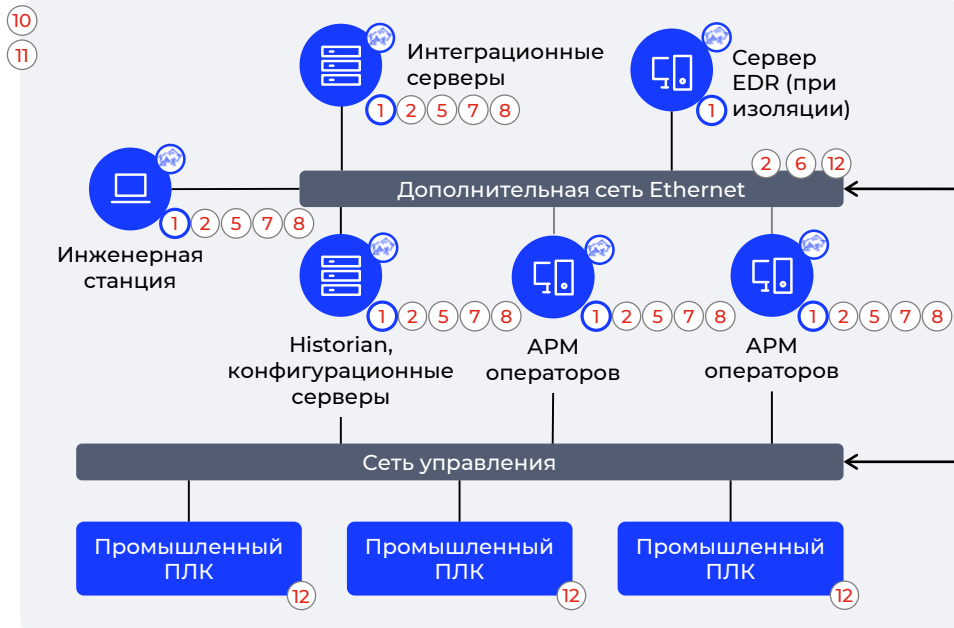 10
11
Интеграционные
серверы
1 2 5 7 8
Сервер
EDR (при
изоляции)
1
2 6 12
Дополнительная сеть Ethernet
1 2 5 7 8
Инженерная
станция
1 2 5 7 8
Historian,
конфигурационные
серверы
1 2 5 7 8
АРМ
операторов
1 2 5 7 8
АРМ
операторов
Сеть управления
Промышленный
ПЛК
12
Промышленный
ПЛК
12
Промышленный
ПЛК
12